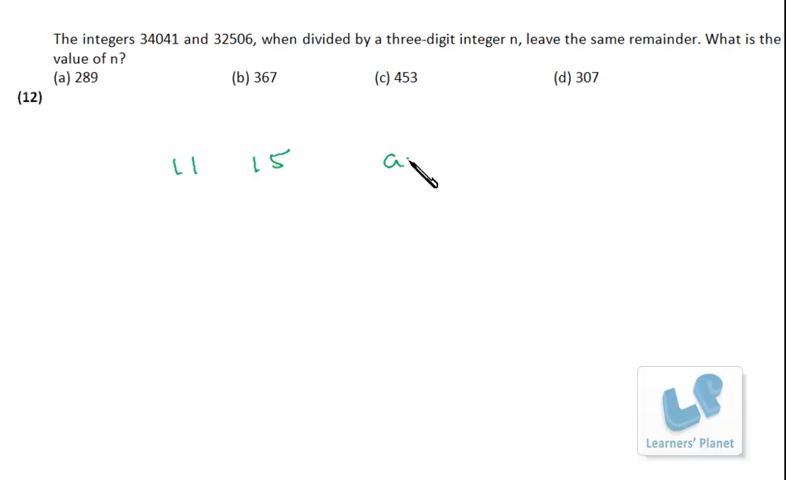 The integers 34041 and 32506, when divided by a three-digit integer n, leave the same remainder. What is the
value of n?
(a) 289 (b) 367 (c) 453 (d) 307
(12)
11 15 a
LP
Learners' Planet